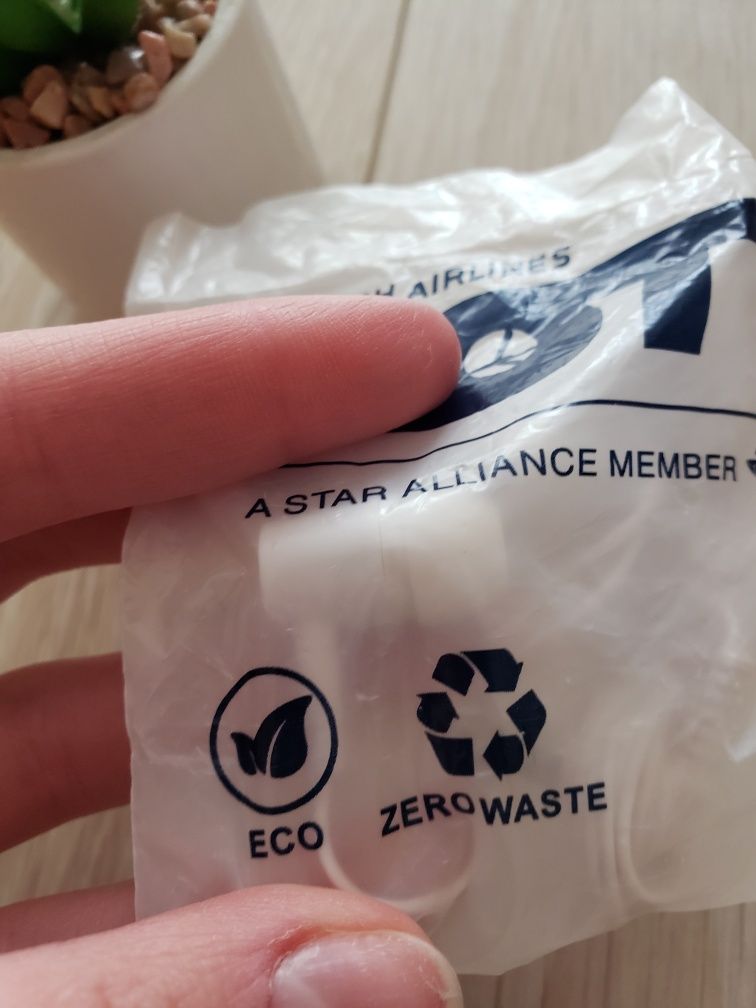 AIRLINES
A STAR ALLIANCE MEMBER
ECO
ZERO WASTE